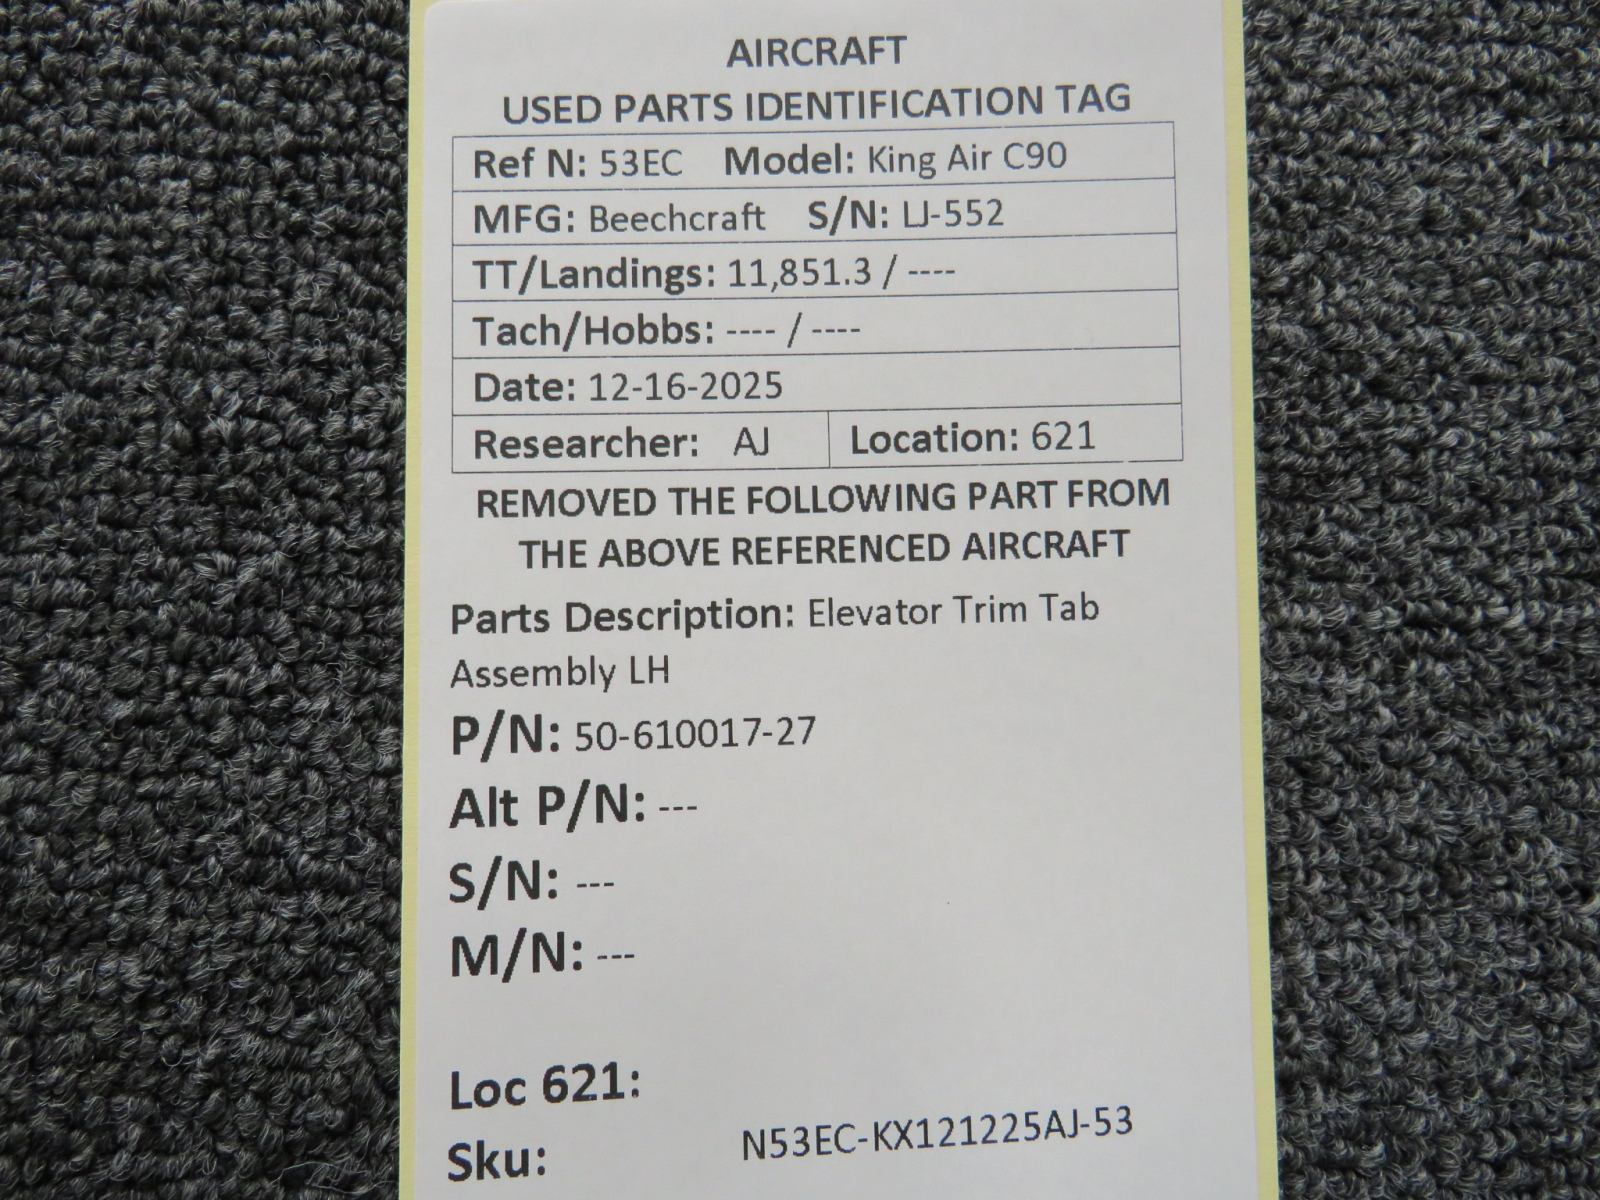 AIRCRAFT
USED PARTS IDENTIFICATION TAG
Ref N: 53EC Model: King Air C90
MFG: Beechcraft S/N: LJ-552
TT/Landings: 11,851.3 / ----
Tach/Hobbs: ---- / ----
Date: 12-16-2025
Researcher: AJ Location: 621
REMOVED THE FOLLOWING PART FROM
THE ABOVE REFERENCED AIRCRAFT
Parts Description: Elevator Trim Tab
Assembly LH
P/N: 50-610017-27
Alt P/N: ---
S/N: ---
M/N: ---
Loc 621:
Sku: N53EC-KX121225AJ-53